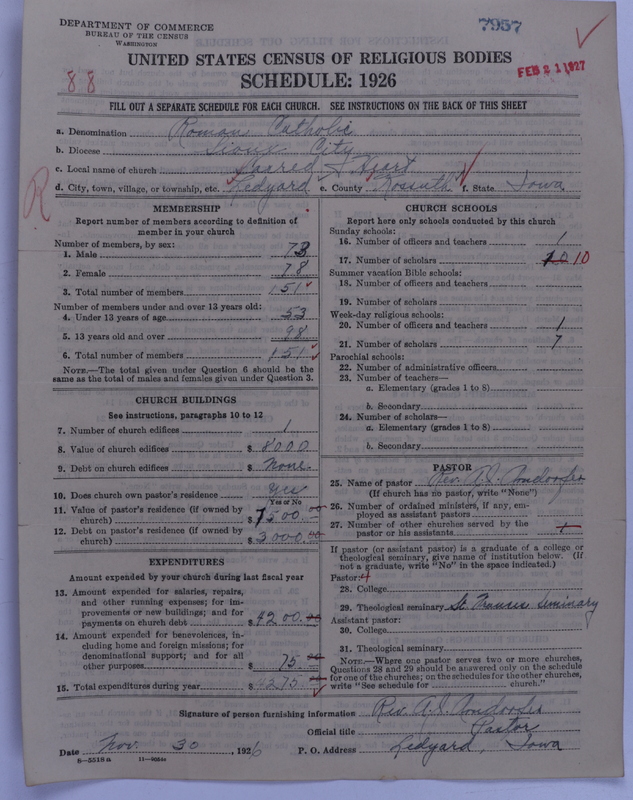 DEPARTMENT OF COMMERCE
BUREAU OF THE CENSUS
WASHINGTON
7957
UNITED STATES CENSUS OF RELIGIOUS BODIES
FEB 21 1927
88
SCHEDULE: 1926
FILL OUT A SEPARATE SCHEDULE FOR EACH CHURCH. SEE INSTRUCTIONS ON THE BACK OF THIS SHEET
a. Denomination Roman Catholic
b. Diocese Sioux City
c. Local name of church Sacred Heart
d. City, town, village, or township, etc. Ledyard e. County Kossuth f. State Iowa
R
MEMBERSHIP
Report number of members according to definition of
member in your church
Number of members, by sex:
1. Male 73
2. Female 78
3. Total number of members 151
Number of members under and over 13 years old:
4. Under 13 years of age 53
5. 13 years old and over 98
6. Total number of members 151
NOTE.—The total given under Question 6 should be
same as the total of males and females given under Question 3.
CHURCH BUILDINGS
See instructions, paragraphs 10 to 12
7. Number of church edifices 1
8. Value of church edifices $ 8000
9. Debt on church edifices $ None
10. Does church own pastor's residence Yes
Yes or No
11. Value of pastor's residence (if owned by
church) $ 7500.00
12. Debt on pastor's residence (if owned by
church) $ 3000.00
EXPENDITURES
Amount expended by your church during last fiscal year
13. Amount expended for salaries, repairs,
and other running expenses; for im-
provements or new buildings; and for
payments on church debt $ 4200.00
14. Amount expended for benevolences, in-
cluding home and foreign missions; for
denominational support; and for all
other purposes $ 75.00
15. Total expenditures during year $ 4275.00
CHURCH SCHOOLS
Report here only schools conducted by this church
Sunday schools:
16. Number of officers and teachers 1
17. Number of scholars 10 10
Summer vacation Bible schools:
18. Number of officers and teachers
19. Number of scholars
Week-day religious schools:
20. Number of officers and teachers 1
21. Number of scholars 7
Parochial schools:
22. Number of administrative officers
23. Number of teachers—
a. Elementary (grades 1 to 8)
b. Secondary
24. Number of scholars—
a. Elementary (grades 1 to 8)
b. Secondary
PASTOR
25. Name of pastor Rev. A. S.
(If church has no pastor, write "None")
26. Number of ordained ministers, if any, em-
ployed as assistant pastors
27. Number of other churches served by the
pastor or his assistants 1
If pastor (or assistant pastor) is a graduate of a college or
theological seminary, give name of institution below. (If
not a graduate, write "No" in the space indicated.)
Pastor: 4
28. College
29. Theological seminary St. Francis Seminary
Assistant pastor:
30. College
31. Theological seminary
NOTE.—Where one pastor serves two or more churches,
Questions 28 and 29 should be answered only on the schedule
for one of the churches; on the schedules for the other churches,
write "See schedule for church."
Signature of person furnishing information Rev. A. S.
Official title Pastor
Date Nov. 30, 1926 P. O. Address Ledyard, Iowa
8-5518a